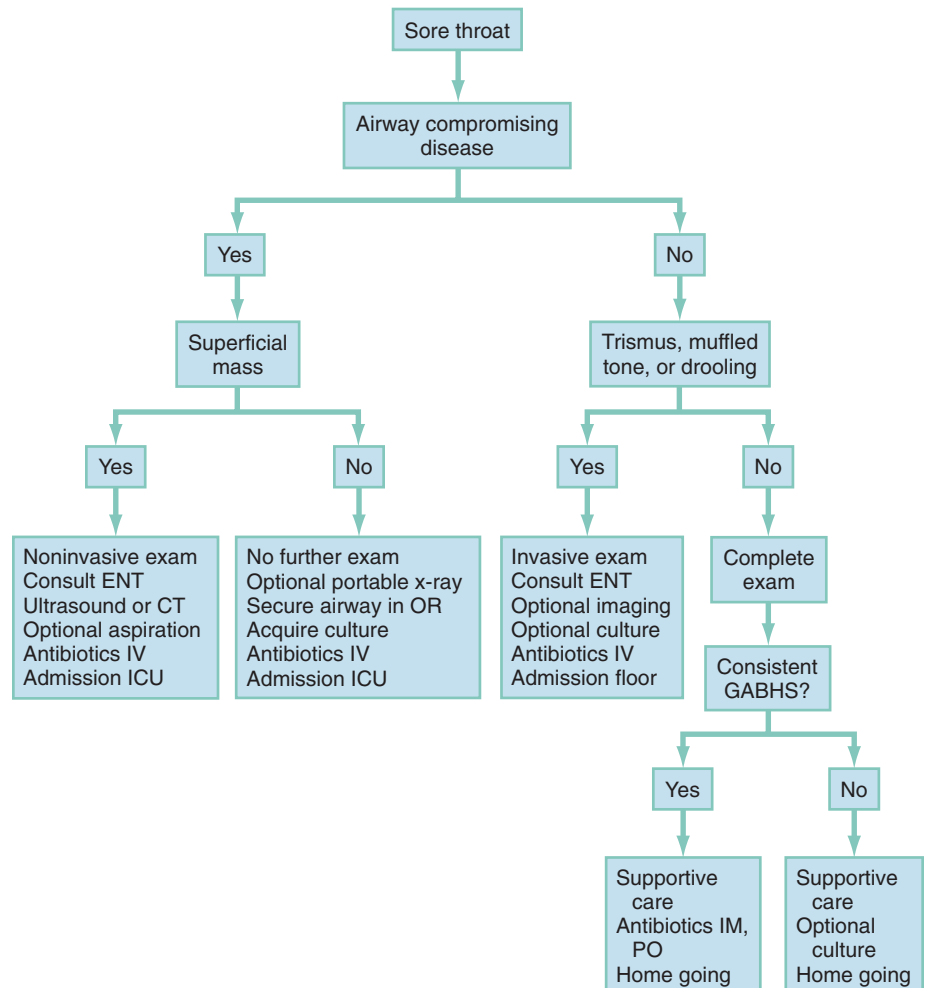 Sore throat
Airway compromising
disease
Yes
No
Superficial
mass
Trismus, muffled
tone, or drooling
Yes
No
Yes
No
Noninvasive exam
Consult ENT
Ultrasound or CT
Optional aspiration
Antibiotics IV
Admission ICU
No further exam
Optional portable x-ray
Secure airway in OR
Acquire culture
Antibiotics IV
Admission ICU
Invasive exam
Consult ENT
Optional imaging
Optional culture
Antibiotics IV
Admission floor
Complete
exam
Consistent
GABHS?
Yes
No
Supportive
care
Antibiotics IM,
PO
Home going
Supportive
care
Optional
culture
Home going